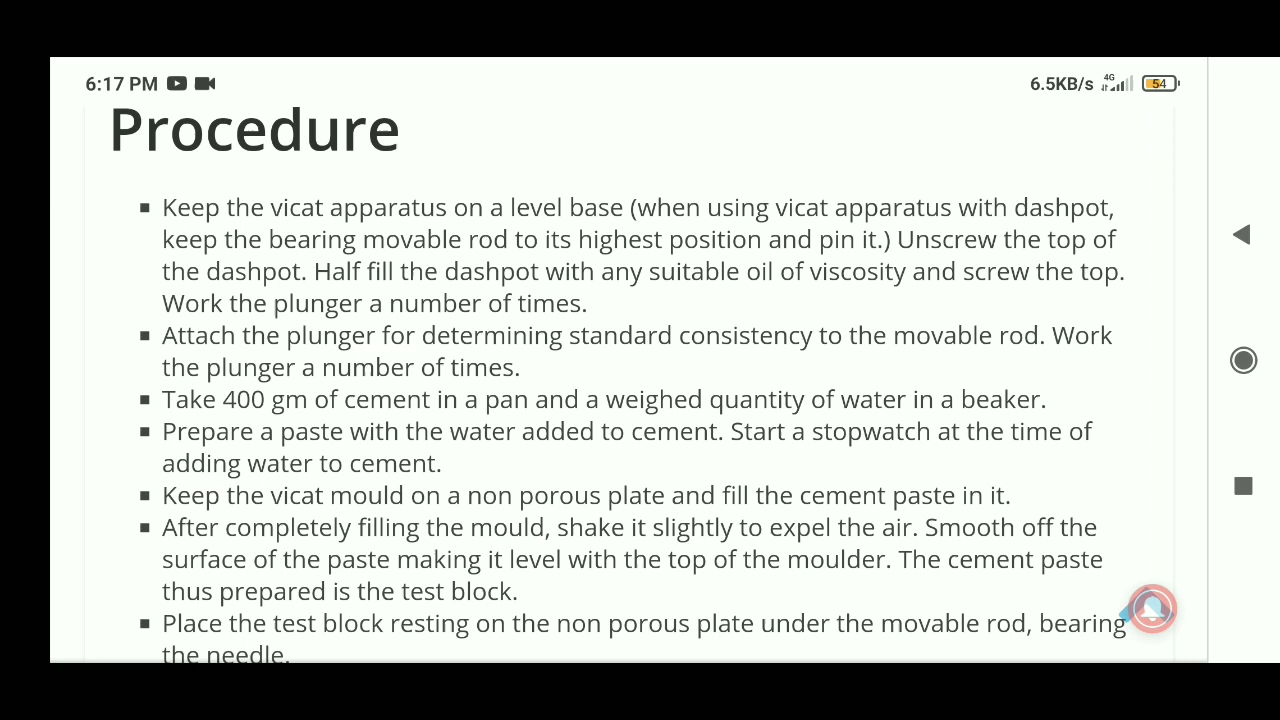 6:17 PM 6.5KB/s 4G 54
Procedure
▪ Keep the vicat apparatus on a level base (when using vicat apparatus with dashpot,
keep the bearing movable rod to its highest position and pin it.) Unscrew the top of
the dashpot. Half fill the dashpot with any suitable oil of viscosity and screw the top.
Work the plunger a number of times.
▪ Attach the plunger for determining standard consistency to the movable rod. Work
the plunger a number of times.
▪ Take 400 gm of cement in a pan and a weighed quantity of water in a beaker.
▪ Prepare a paste with the water added to cement. Start a stopwatch at the time of
adding water to cement.
▪ Keep the vicat mould on a non porous plate and fill the cement paste in it.
▪ After completely filling the mould, shake it slightly to expel the air. Smooth off the
surface of the paste making it level with the top of the moulder. The cement paste
thus prepared is the test block.
▪ Place the test block resting on the non porous plate under the movable rod, bearing
the needle.